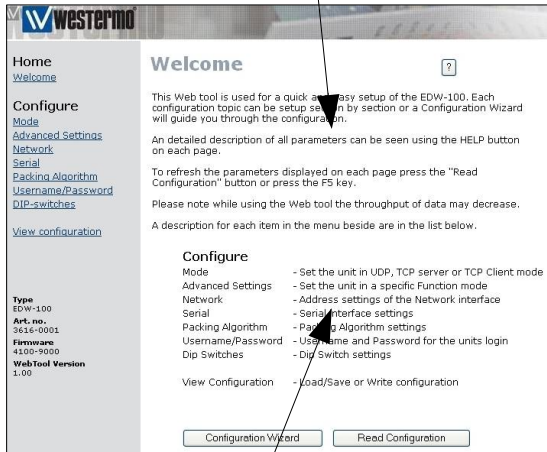 westermo
Home
Welcome
Configure
Mode
Advanced Settings
Network
Serial
Packing Algorithm
Username/Password
DIP-switches
View configuration
Type
EDW-100
Art. no.
3616-0001
Firmware
4100-9000
WebTool Version
1.00
Welcome
?
This Web tool is used for a quick and easy setup of the EDW-100. Each
configuration topic can be setup section by section or a Configuration Wizard
will guide you through the configuration.
An detailed description of all parameters can be seen using the HELP button
on each page.
To refresh the parameters displayed on each page press the "Read
Configuration" button or press the F5 key.
Please note while using the Web tool the throughput of data may decrease.
A description for each item in the menu beside are in the list below.
Configure
Mode - Set the unit in UDP, TCP server or TCP Client mode
Advanced Settings - Set the unit in a specific Function mode
Network - Address settings of the Network interface
Serial - Serial interface settings
Packing Algorithm - Packing Algorithm settings
Username/Password - Username and Password for the units login
Dip Switches - Dip Switch settings
View Configuration - Load/Save or Write configuration
Configuration Wizard Read Configuration